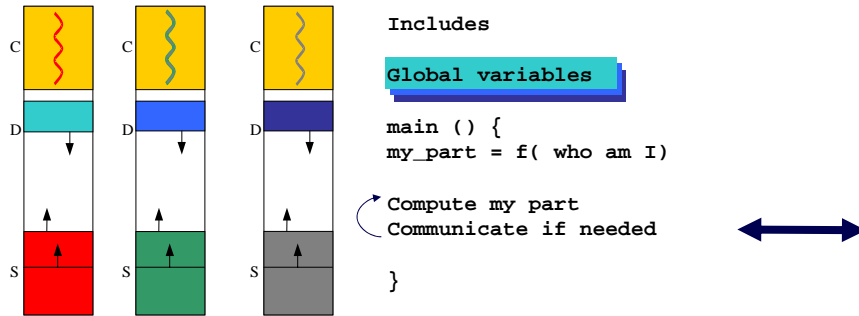 C
D
S
D
S
C
D
S
Includes
Global variables
main () {
my_part = f( who am I)
Compute my part
Communicate if needed
}